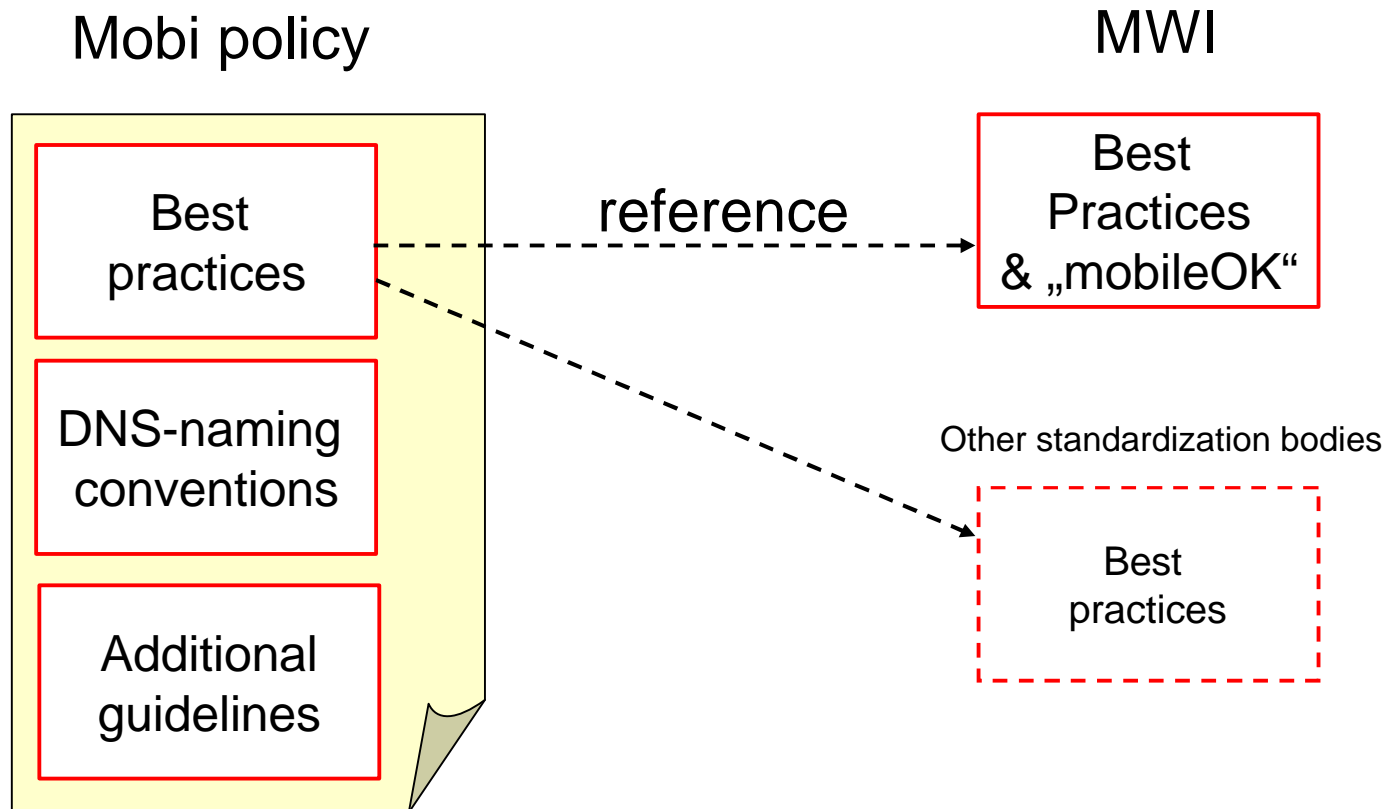 Mobi policy
MWI
Best
practices
reference
Best
Practices
& „mobileOK“
DNS-naming
conventions
Other standardization bodies
Best
practices
Additional
guidelines